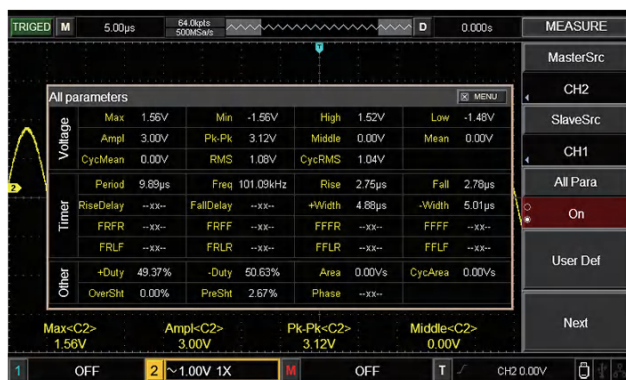 TRIGED M 5.00µs 64.0kpts 500MSa/s D 0.000s MEASURE
T
MasterSrc
CH2
SlaveSrc
CH1
All Para
On
User Def
Next
All parameters MENU
Voltage
Max 1.56V Min -1.56V High 1.52V Low -1.48V
Ampl 3.00V Pk-Pk 3.12V Middle 0.00V Mean 0.00V
CycMean 0.00V RMS 1.08V CycRMS 1.04V
2
Timer
Period 9.89µs Freq 101.09kHz Rise 2.75µs Fall 2.78µs
RiseDelay --xx-- FallDelay --xx-- +Width 4.88µs -Width 5.01µs
FRFR --xx-- FRFF --xx-- FFFR --xx-- FFFF --xx--
FRLF --xx-- FRLR --xx-- FFLR --xx-- FFLF --xx--
Other
+Duty 49.37% -Duty 50.63% Area 0.00Vs CycArea 0.00Vs
OverSht 0.00% PreSht 2.67% Phase --xx--
Max<C2> Ampl<C2> Pk-Pk<C2> Middle<C2>
1.56V 3.00V 3.12V 0.00V
1 OFF 2 ~1.00V 1X M OFF T CH2 0.00V